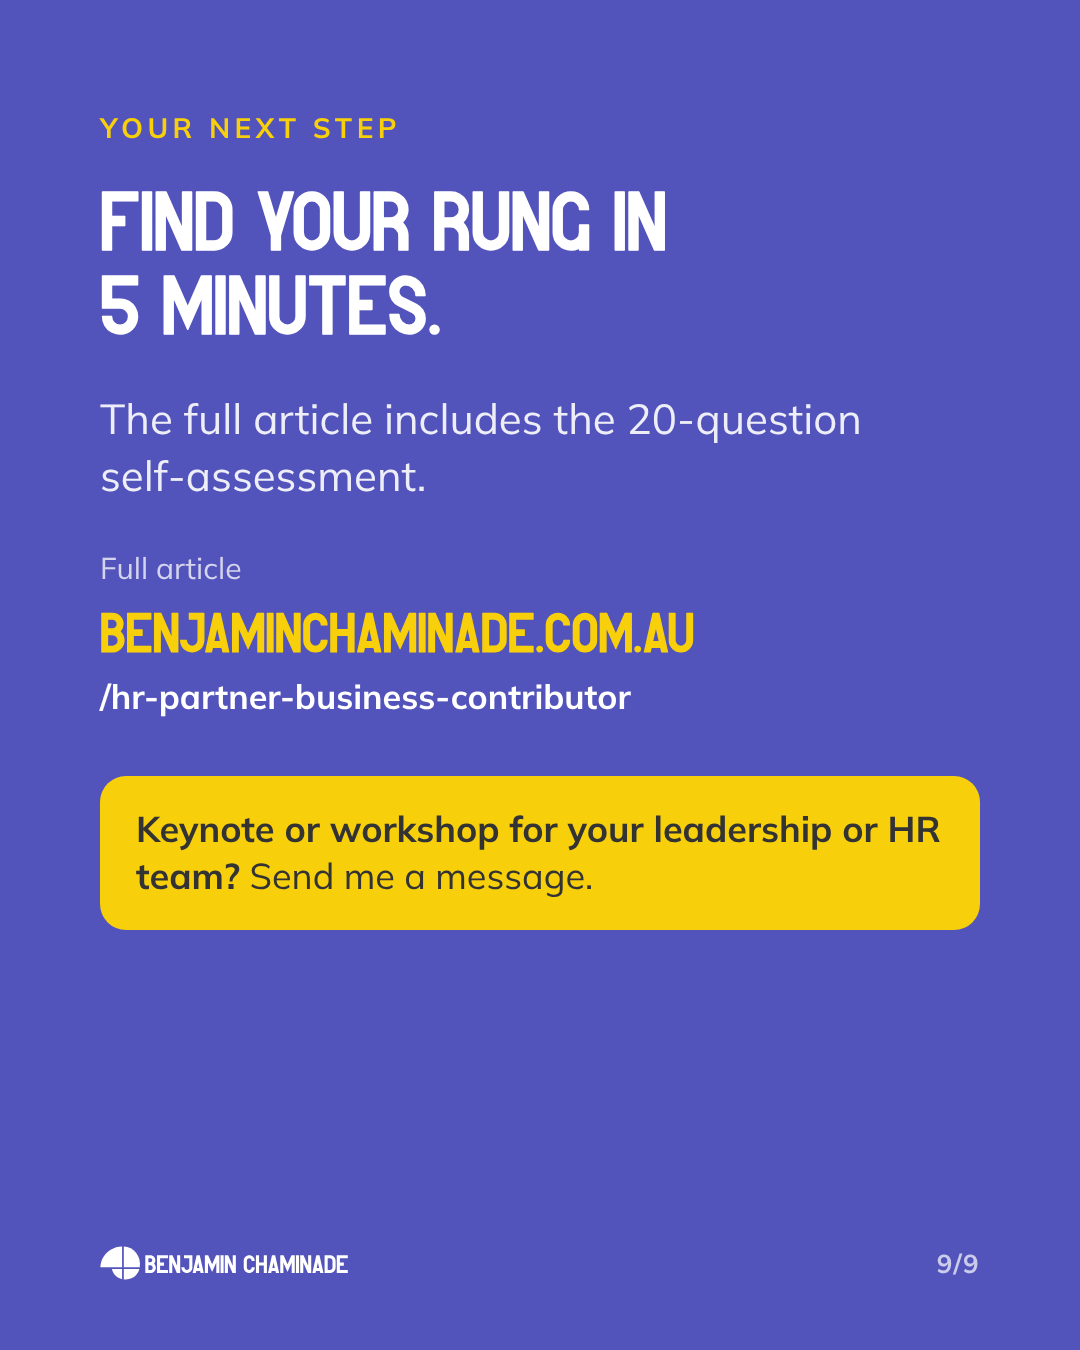 YOUR NEXT STEP
FIND YOUR RUNG IN
5 MINUTES.
The full article includes the 20-question
self-assessment.
Full article
BENJAMINCHAMINADE.COM.AU
/hr-partner-business-contributor
Keynote or workshop for your leadership or HR
team? Send me a message.
BENJAMIN CHAMINADE
9/9